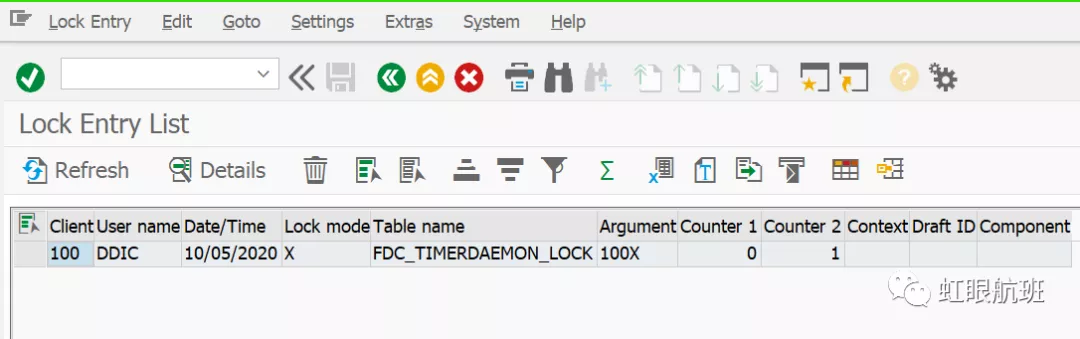 Lock Entry Edit Goto Settings Extras System Help
Lock Entry List
Refresh Details
Client User name Date/Time Lock mode Table name Argument Counter 1 Counter 2 Context Draft ID Component
100 DDIC 10/05/2020 X FDC_TIMERDAEMON_LOCK 100X 0 1
虹眼航班